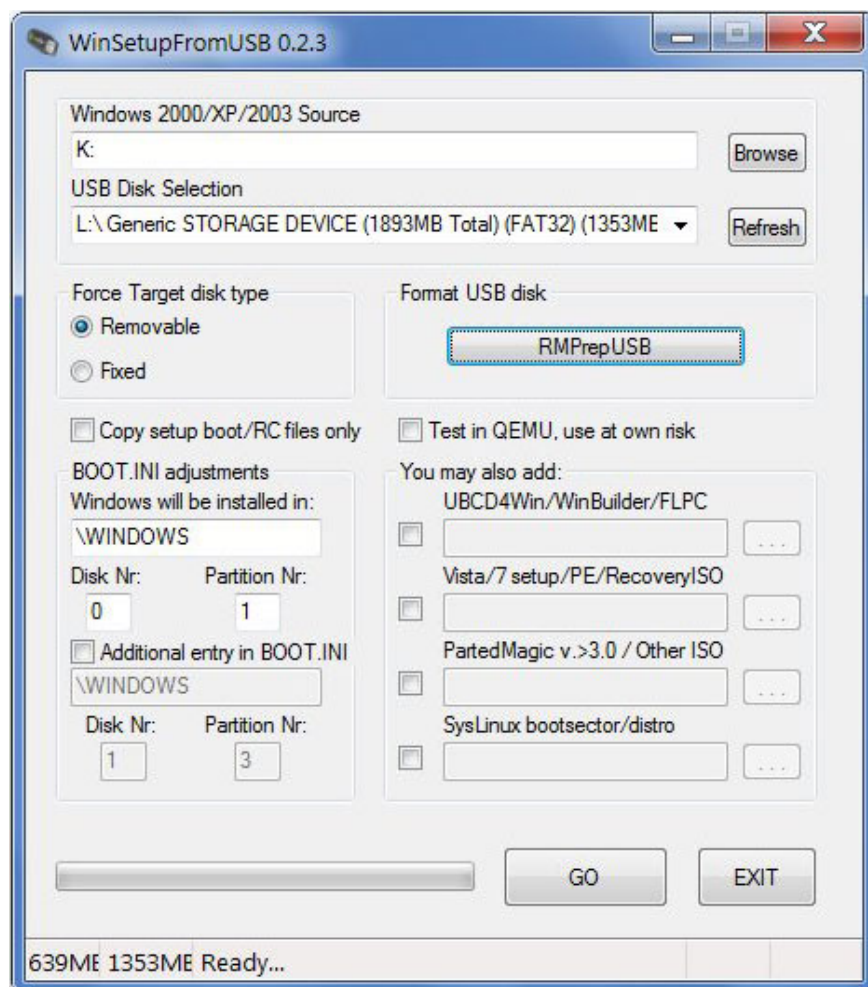 WinSetupFromUSB 0.2.3
Windows 2000/XP/2003 Source
K:
Browse
USB Disk Selection
L:\ Generic STORAGE DEVICE (1893MB Total) (FAT32) (1353ME
Refresh
Force Target disk type
Removable
Fixed
Format USB disk
RMPrepUSB
Copy setup boot/RC files only
Test in QEMU, use at own risk
BOOT.INI adjustments
Windows will be installed in:
\WINDOWS
Disk Nr: Partition Nr:
0 1
Additional entry in BOOT.INI
\WINDOWS
Disk Nr: Partition Nr:
1 3
You may also add:
UBCD4Win/WinBuilder/FLPC
...
Vista/7 setup/PE/RecoveryISO
...
PartedMagic v.>3.0 / Other ISO
...
SysLinux bootsector/distro
...
GO
EXIT
639ME 1353ME Ready...